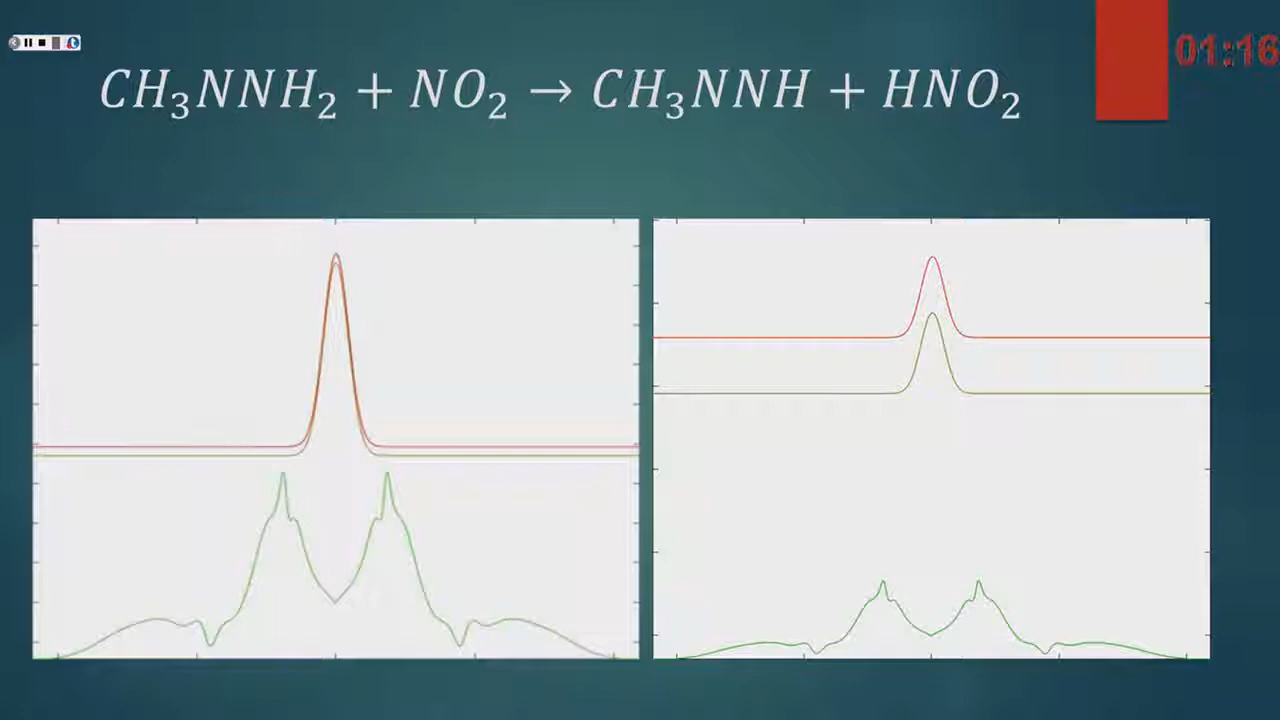 01:16
CH₃NNH₂ + NO₂ → CH₃NNH + HNO₂